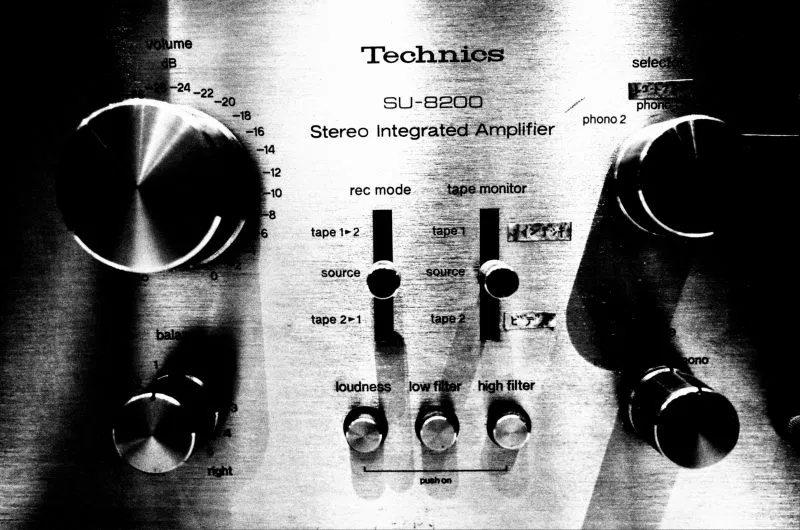 volume
dB
-24
-22
-20
-18
-16
-14
-12
-10
-8
6
0
Technics
SU-8200
Stereo Integrated Amplifier
phono 2
rec mode
tape monitor
tape 1▸2
tape 1
source
source
tape 2▸1
tape 2
1
3
4
right
loudness
low filter
high filter
push on